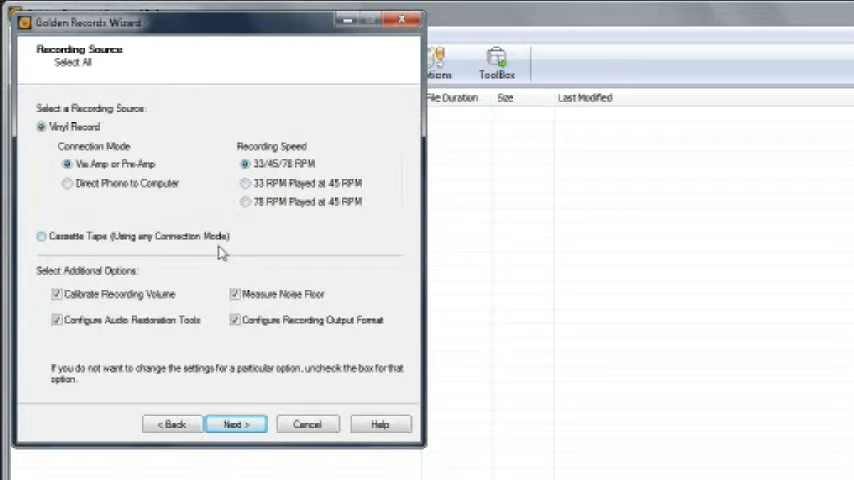 Golden Records Wizard
Recording Source
Select All
ToolBox
File Duration Size Last Modified
Select a Recording Source:
Vinyl Record
Connection Mode Recording Speed
Via Amp or Pre-Amp 33/45/78 RPM
Direct Phono to Computer 33 RPM Played at 45 RPM
78 RPM Played at 45 RPM
Cassette Tape (Using any Connection Mode)
Select Additional Options:
Calibrate Recording Volume Measure Noise Floor
Configure Audio Restoration Tools Configure Recording Output Format
If you do not want to change the settings for a particular option, uncheck the box for that
option.
< Back Next > Cancel Help